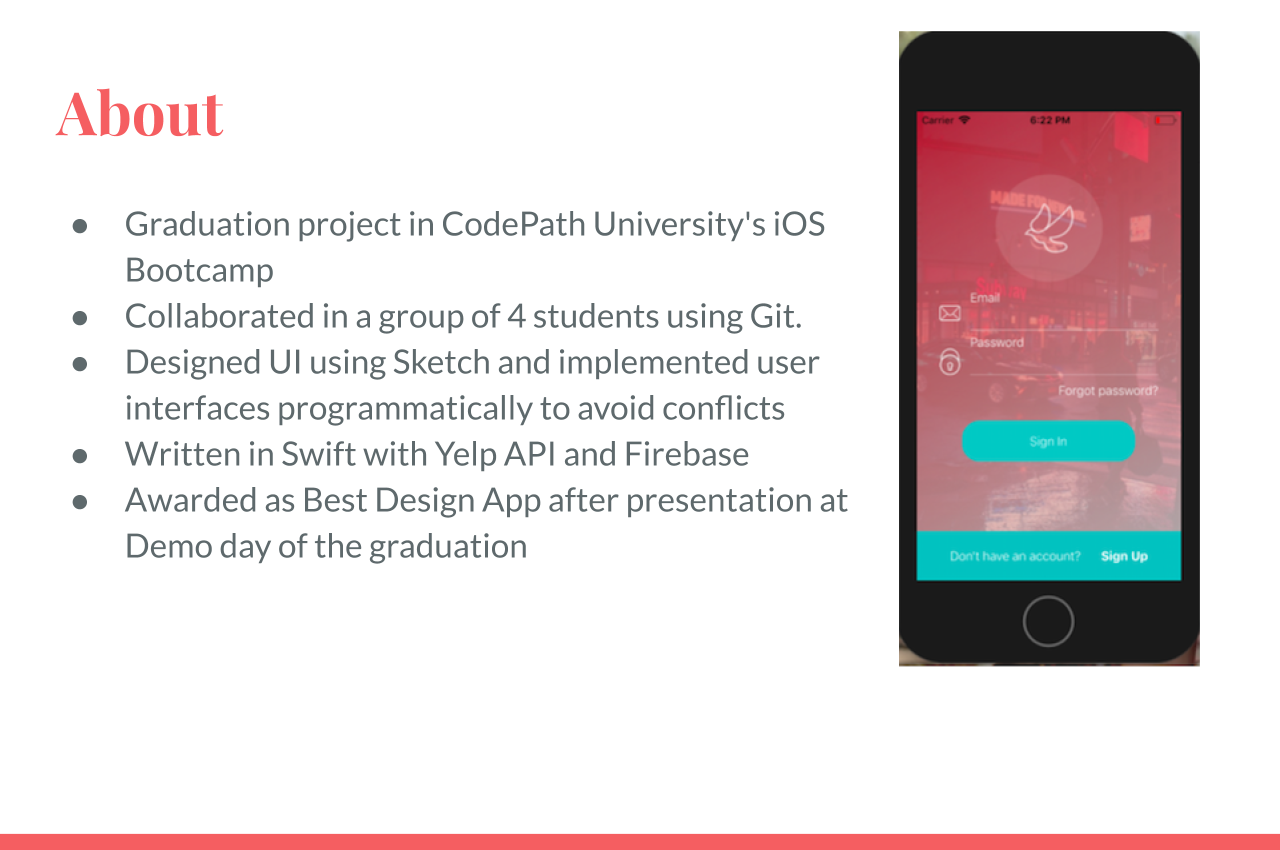 About
● Graduation project in CodePath University's iOS
Bootcamp
● Collaborated in a group of 4 students using Git.
● Designed UI using Sketch and implemented user
interfaces programmatically to avoid conflicts
● Written in Swift with Yelp API and Firebase
● Awarded as Best Design App after presentation at
Demo day of the graduation
Carrier 6:22 PM
MADE FOR
Email
Password
Forgot password?
Sign In
Don't have an account? Sign Up